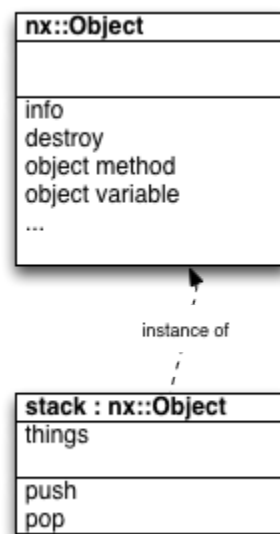 nx::Object
info
destroy
object method
object variable
...
instance of
stack : nx::Object
things
push
pop